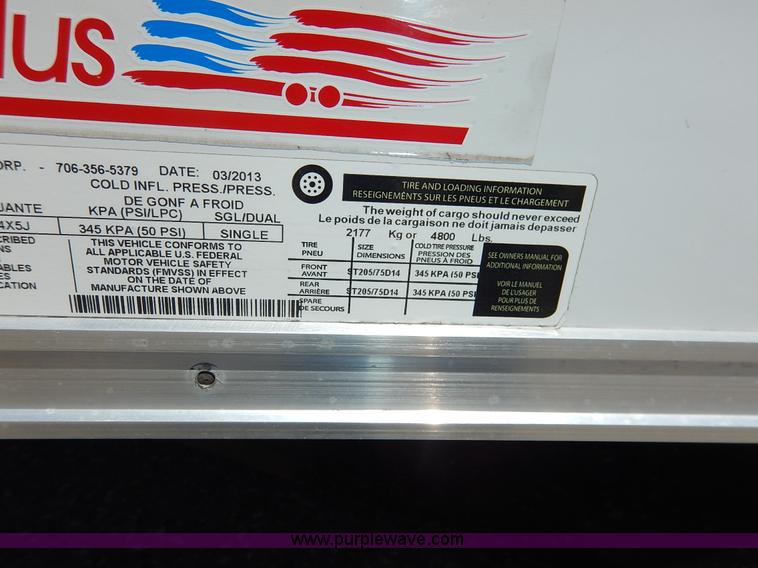 lus
ORP. - 706-356-5379 DATE: 03/2013
COLD INFL. PRESS./PRESS.
DE GONF A FROID
JANTE KPA (PSI/LPC) SGL/DUAL
4X5J 345 KPA (50 PSI) SINGLE
THIS VEHICLE CONFORMS TO
ALL APPLICABLE U.S. FEDERAL
MOTOR VEHICLE SAFETY
STANDARDS (FMVSS) IN EFFECT
ON THE DATE OF
MANUFACTURE SHOWN ABOVE
CRIBED
NS
ABLES
CATION
TIRE AND LOADING INFORMATION
RESEIGNEMENTS SUR LES PNEUS ET LE CHARGEMENT
The weight of cargo should never exceed
Le poids de la cargaison ne doit jamais depasser
2177 Kg or 4800 Lbs.
TIRE SIZE COLD TIRE PRESSURE
PNEU DIMENSIONS PRESSION DES
PNEUS À FROID
FRONT
AVANT ST205/75D14 345 KPA (50 PSI
REAR
ARRIÈRE ST205/75D14 345 KPA (50 PSI
SPARE
DE SECOURS
SEE OWNERS MANUAL FOR
ADDITIONAL INFORMATION
VOIR LE MANUEL
DE L'USAGER
POUR PLUS DE
RENSEIGNEMENTS
www.purplewave.com